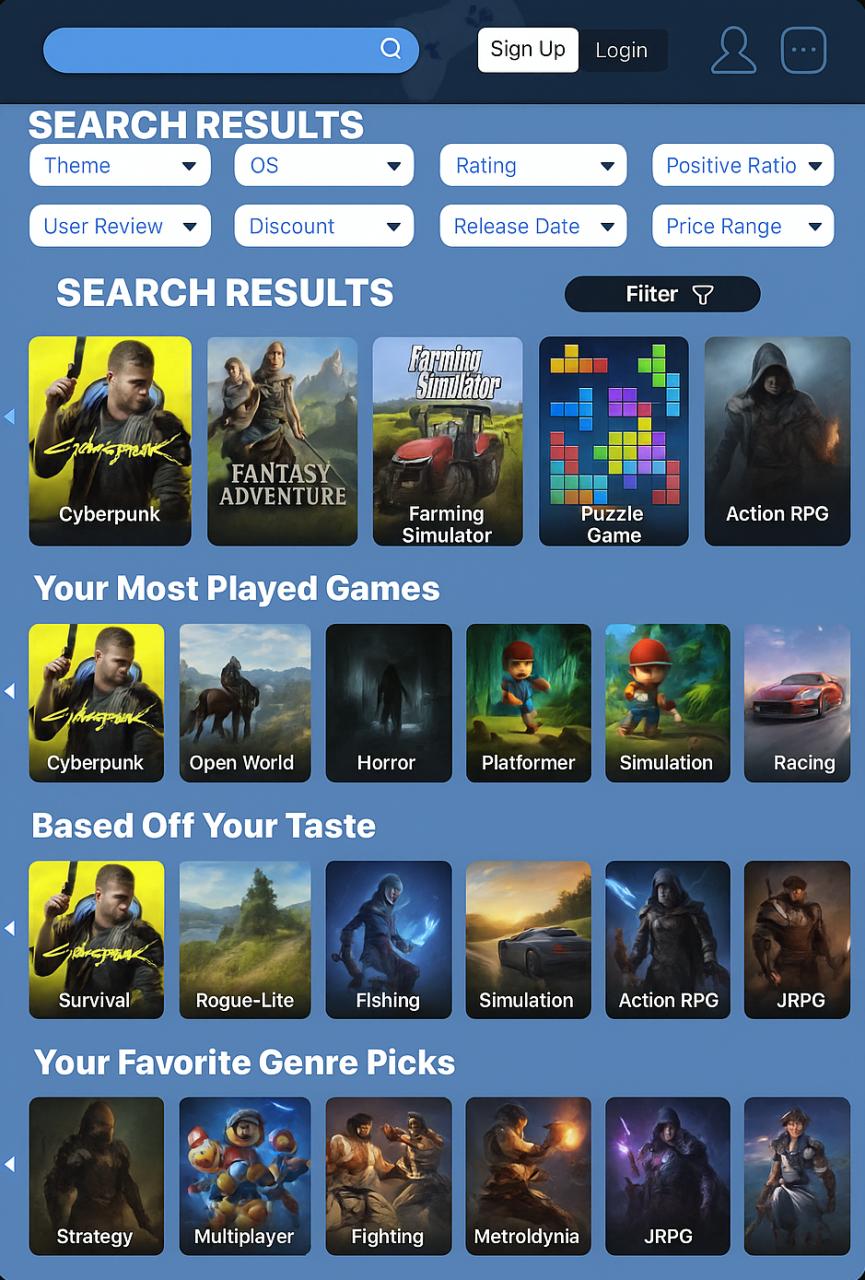 Sign Up
Login
SEARCH RESULTS
Theme
OS
Rating
Positive Ratio
User Review
Discount
Release Date
Price Range
SEARCH RESULTS
Fiiter
Cyberpunk
FANTASY
ADVENTURE
Farming
Simulator
Farming
Simulator
Puzzle
Game
Action RPG
Your Most Played Games
Cyberpunk
Open World
Horror
Platformer
Simulation
Racing
Based Off Your Taste
Survival
Rogue-Lite
FIshing
Simulation
Action RPG
JRPG
Your Favorite Genre Picks
Strategy
Multiplayer
Fighting
Metroldynia
JRPG